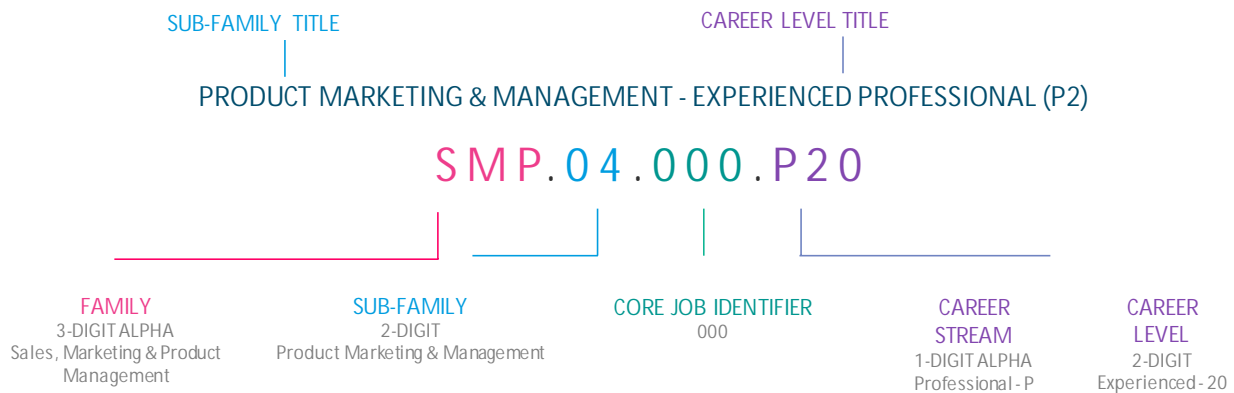 SUB-FAMILY TITLE
CAREER LEVEL TITLE
PRODUCT MARKETING & MANAGEMENT - EXPERIENCED PROFESSIONAL (P2)
SMP.04.000.P20
FAMILY
3-DIGIT ALPHA
Sales, Marketing & Product
Management
SUB-FAMILY
2-DIGIT
Product Marketing & Management
CORE JOB IDENTIFIER
000
CAREER
STREAM
1-DIGIT ALPHA
Professional - P
CAREER
LEVEL
2-DIGIT
Experienced - 20